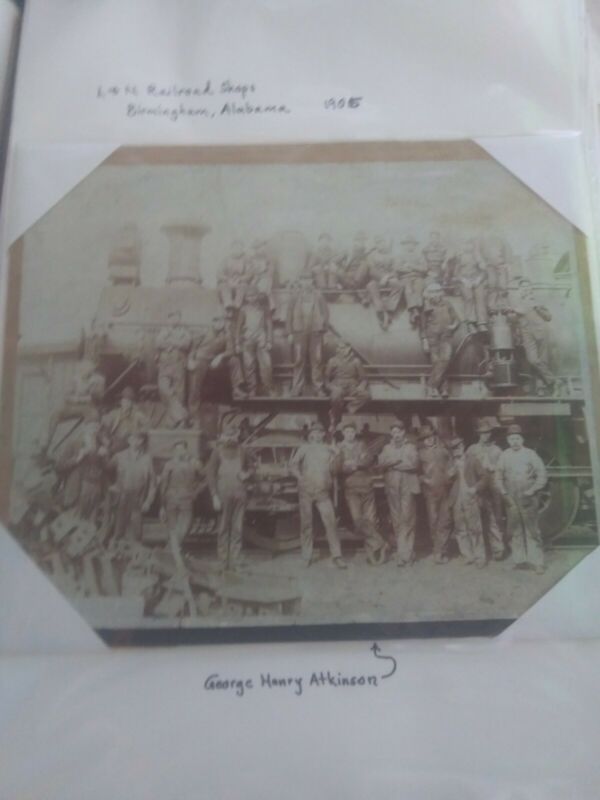 L & N Railroad Shops
Birmingham, Alabama 1905
George Henry Atkinson